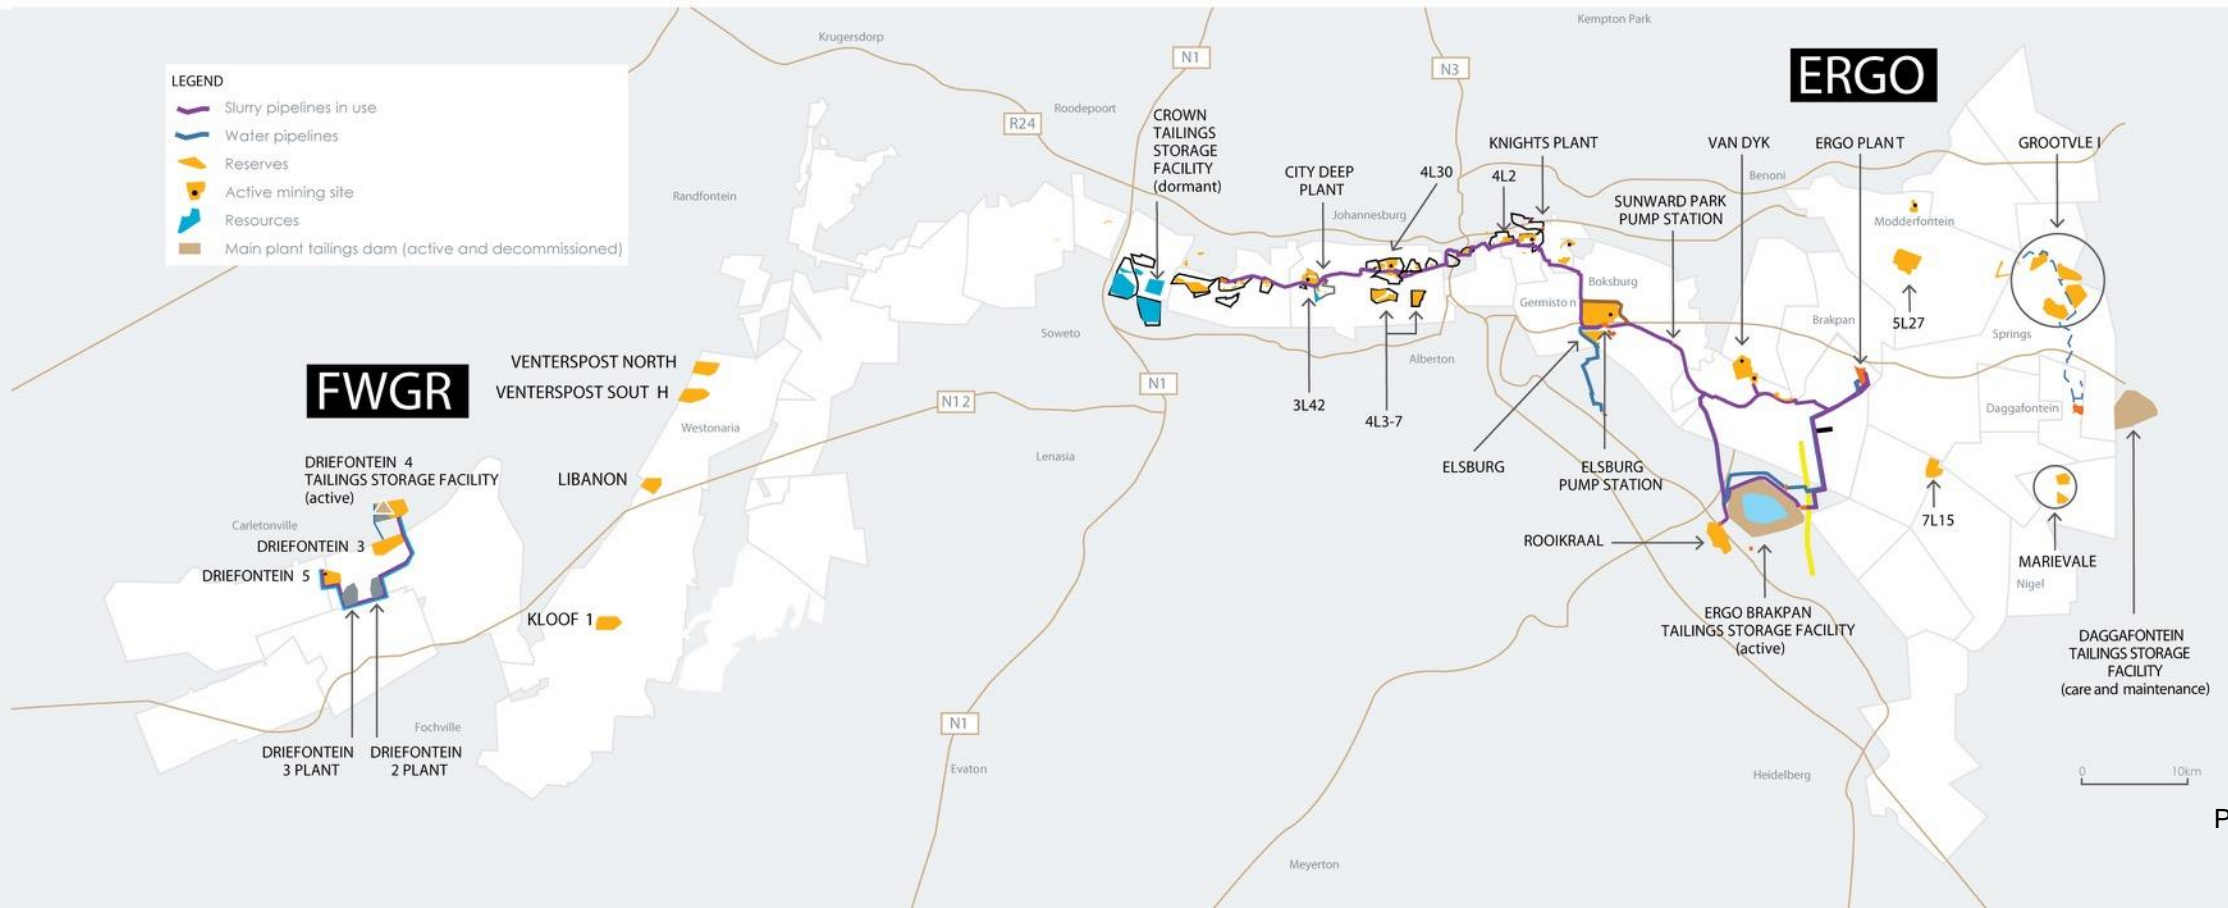 Kempton Park
Krugersdorp
N1
N3
ERGO
LEGEND
Slurry pipelines in use
Water pipelines
Reserves
Active mining site
Resources
Main plant tailings dam (active and decommissioned)
Roodepoort
R24
CROWN
TAILINGS
STORAGE
FACILITY
(dormant)
KNIGHTS PLANT
VAN DYK
ERGO PLAN T
GROOTVLE I
CITY DEEP
PLANT
4L30
4L2
Benoni
Randfontein
Johannesburg
SUNWARD PARK
PUMP STATION
Modderfontein
Boksburg
Germisto n
Brakpan
5L27
Springs
Soweto
Alberton
FWGR
VENTERSPOST NORTH
VENTERSPOST SOUT H
N1
N12
3L42
4L3-7
Daggafontein
Westonaria
Lenasia
DRIEFONTEIN 4
TAILINGS STORAGE FACILITY
(active)
LIBANON
ELSBURG
ELSBURG
PUMP STATION
Carletonville
DRIEFONTEIN 3
7L15
ROOIKRAAL
MARIEVALE
DRIEFONTEIN 5
Nigel
KLOOF 1
ERGO BRAKPAN
TAILINGS STORAGE FACILITY
(active)
DAGGAFONTEIN
TAILINGS STORAGE
FACILITY
(care and maintenance)
Fochville
N1
DRIEFONTEIN
3 PLANT
DRIEFONTEIN
2 PLANT
Evaton
Heidelberg
0
10km
P
Meyerton